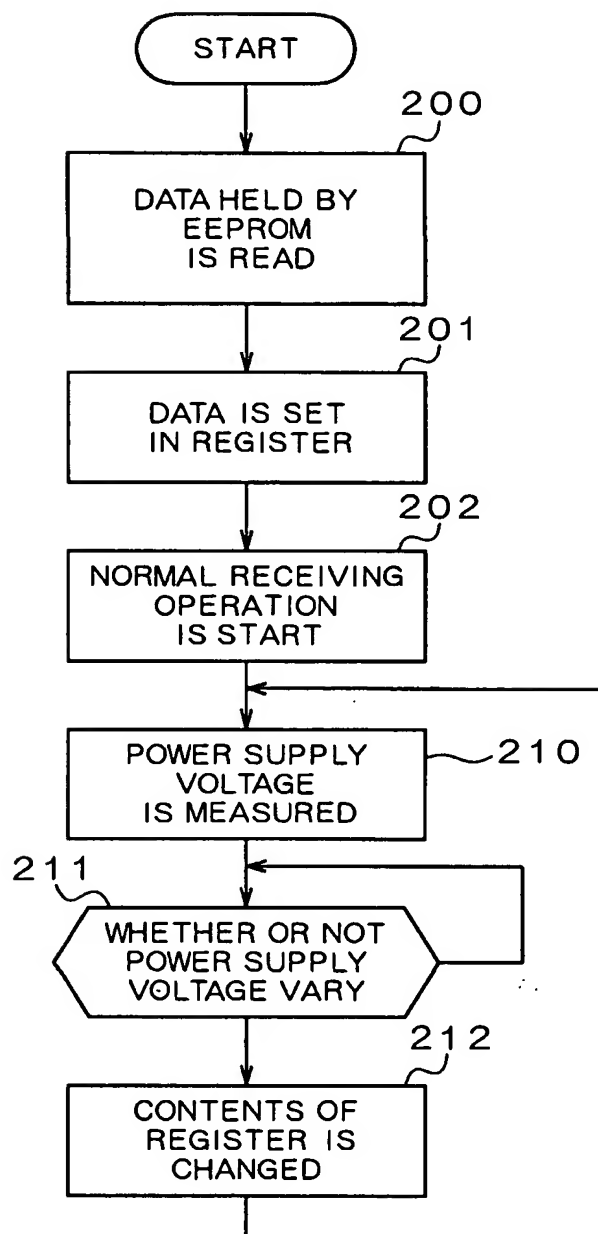 START
200
DATA HELD BY
EEPROM
IS READ
201
DATA IS SET
IN REGISTER
202
NORMAL RECEIVING
OPERATION
IS START
POWER SUPPLY
VOLTAGE
IS MEASURED
210
211
WHETHER OR NOT
POWER SUPPLY
VOLTAGE VARY
212
CONTENTS OF
REGISTER IS
CHANGED